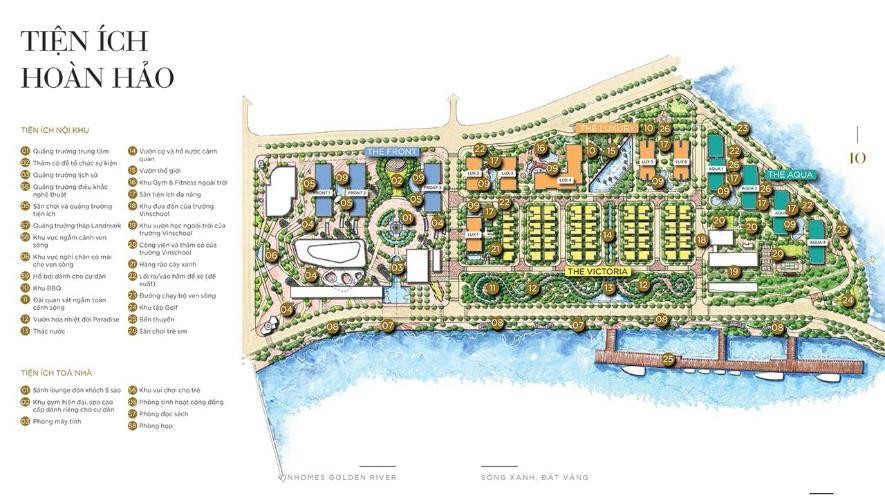 TIỆN ÍCH
HOÀN HẢO
TIỆN ÍCH NỘI KHU
01 Quảng trường trung tâm
02 Thảm cỏ để tổ chức sự kiện
03 Quảng trường lịch sử
Quảng trường điêu khắc
nghệ thuật
Sân chơi và quảng trường
tiện ích
07 Quảng trường tháp Landmark
Khu vực ngắm cảnh ven
sông
08 Khu vực nghỉ chân có mái
che ven sông
09 Hồ bơi dành cho cư dân
10 Khu BBQ
11 Đài quan sát ngắm toàn
cảnh sông
12 Vườn hoa nhiệt đới Paradise
13 Thác nước
14 Vườn cọ và hồ nước cảnh
quan
15 Vườn thế giới
16 Khu Gym & Fitness ngoài trời
17 Sân tiện ích đa năng
18 Khu đưa đón của trường
Vinschool
19 Khu vườn học ngoài trời của
trường Vinschool
20 Công viên và thảm cỏ của
trường Vinschool
21 Hàng rào cây xanh
22 Lối ra/vào hầm để xe (đề
xuất)
23 Đường chạy bộ ven sông
24 Khu tập Golf
25 Bến thuyền
26 Sân chơi trẻ em
TIỆN ÍCH TOÀ NHÀ
01 Sảnh lounge đón khách 5 sao
02 Khu gym hiện đại, spa cao
cấp dành riêng cho cư dân
03 Phòng máy tính
Khu vui chơi cho trẻ
Phòng sinh hoạt cộng đồng
Phòng đọc sách
Phòng họp
THE FRONT
FRONT 1
FRONT 2
FRONT 3
THE LUXURY
LUX 1
LUX 2
LUX 3
LUX 4
LUX 5
LUX 6
THE AQUA
AQUA 1
AQUA 2
AQUA 3
AQUA 4
THE VICTORIA
10
VINHOMES GOLDEN RIVER
SÔNG XANH, ĐẤT VÀNG